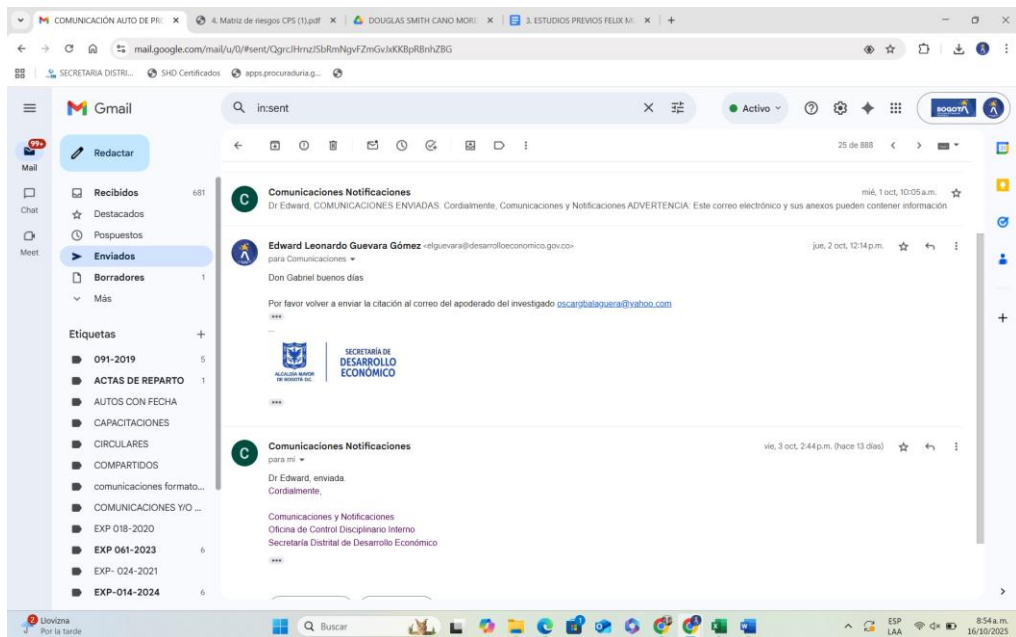 COMUNICACIÓN AUTO DE PR
4. Matriz de riesgos CPS (1).pdf
DOUGLAS SMITH CANO MOR
3. ESTUDIOS PREVIOS FELIX M
mail.google.com/mail/u/0/#sent/QgrcJHrnzJSbRmNgvFZmGvJxKKBpRBnhZBG
SECRETARIA DISTRI...
SHD Certificados
apps.procuraduria.g...
Gmail
in:sent
Activo
BOGOTÁ
99+
Mail
Chat
Meet
Redactar
25 de 888
Recibidos 681
Destacados
Pospuestos
Enviados
Borradores 1
Más
Etiquetas
091-2019 5
ACTAS DE REPARTO 1
AUTOS CON FECHA
CAPACITACIONES
CIRCULARES
COMPARTIDOS
comunicaciones formato...
COMUNICACIONES Y/O ...
EXP 018-2020
EXP 061-2023 6
EXP- 024-2021
EXP-014-2024 6
C
Comunicaciones Notificaciones
mié, 1 oct, 10:05 a.m.
Dr Edward, COMUNICACIONES ENVIADAS. Cordialmente, Comunicaciones y Notificaciones ADVERTENCIA: Este correo electrónico y sus anexos pueden contener información
Edward Leonardo Guevara Gómez <elguevara@desarrolloeconomico.gov.co>
jue, 2 oct, 12:14 p.m.
para Comunicaciones
Don Gabriel buenos días
Por favor volver a enviar la citación al correo del apoderado del investigado oscargbalaguera@yahoo.com
--
ALCALDÍA MAYOR
DE BOGOTÁ D.C.
SECRETARÍA DE
DESARROLLO
ECONÓMICO
C
Comunicaciones Notificaciones
vie, 3 oct, 2:44 p.m. (hace 13 días)
para mí
Dr Edward, enviada.
Cordialmente,
Comunicaciones y Notificaciones
Oficina de Control Disciplinario Interno
Secretaría Distrital de Desarrollo Económico
2
Llovizna
Por la tarde
Buscar
ESP
LAA
8:54 a.m.
16/10/2025